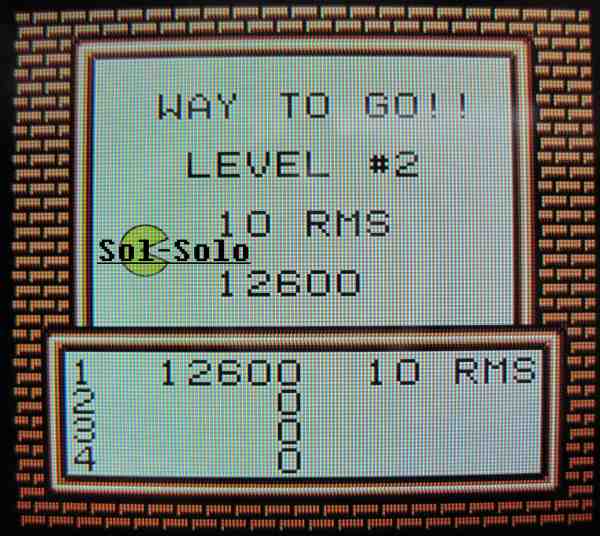 WAY TO GO!!
LEVEL #2
10 RMS
Sol-Solo
12600
1 12600 10 RMS
2 0
3 0
4 0